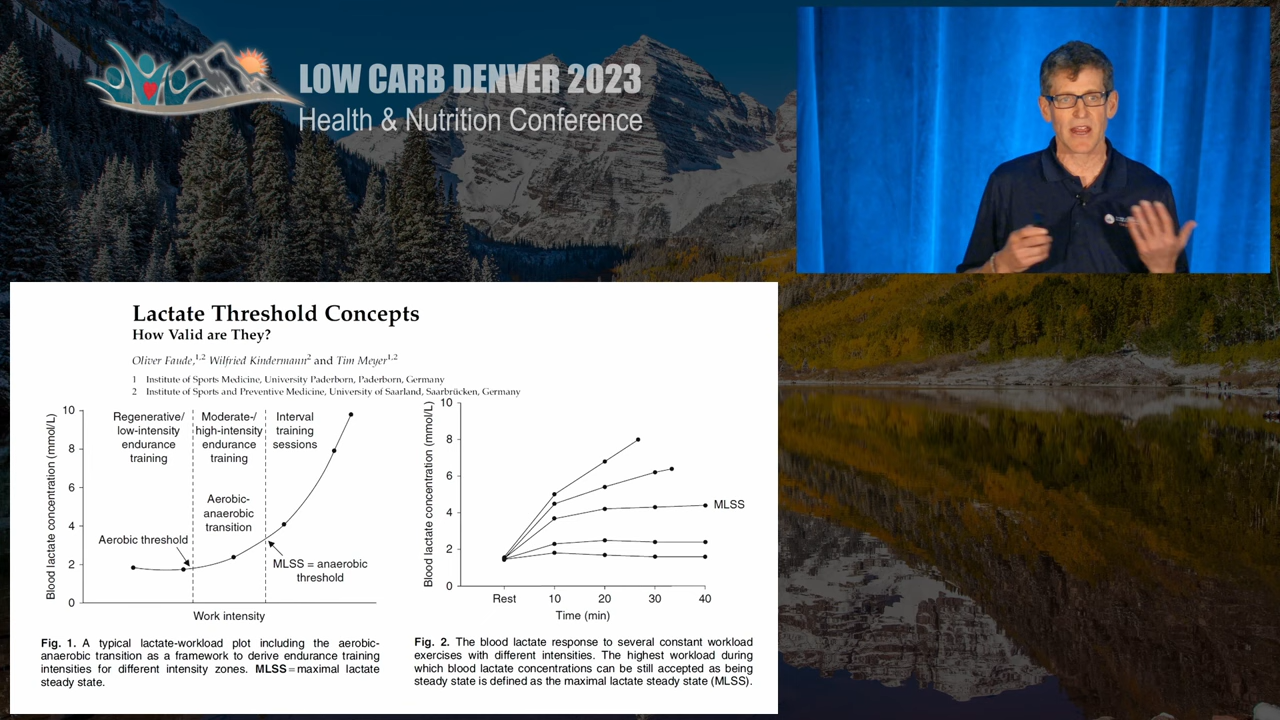 LOW CARB DENVER 2023
Health & Nutrition Conference
Lactate Threshold Concepts
How Valid are They?
Oliver Faude,1,2 Wilfried Kindermann2 and Tim Meyer1,2
1 Institute of Sports Medicine, University Paderborn, Paderborn, Germany
2 Institute of Sports and Preventive Medicine, University of Saarland, Saarbrücken, Germany
Blood lactate concentration (mmol/L)
10
8
6
4
2
0
Regenerative/
low-intensity
endurance
training
Moderate-/
high-intensity
endurance
training
Interval
training
sessions
Aerobic-
anaerobic
transition
Aerobic threshold
MLSS = anaerobic
threshold
Work intensity
Fig. 1. A typical lactate-workload plot including the aerobic-
anaerobic transition as a framework to derive endurance training
intensities for different intensity zones. MLSS = maximal lactate
steady state.
Blood lactate concentration (mmol/L)
10
8
6
4
2
0
MLSS
Rest 10 20 30 40
Time (min)
Fig. 2. The blood lactate response to several constant workload
exercises with different intensities. The highest workload during
which blood lactate concentrations can be still accepted as being
steady state is defined as the maximal lactate steady state (MLSS).